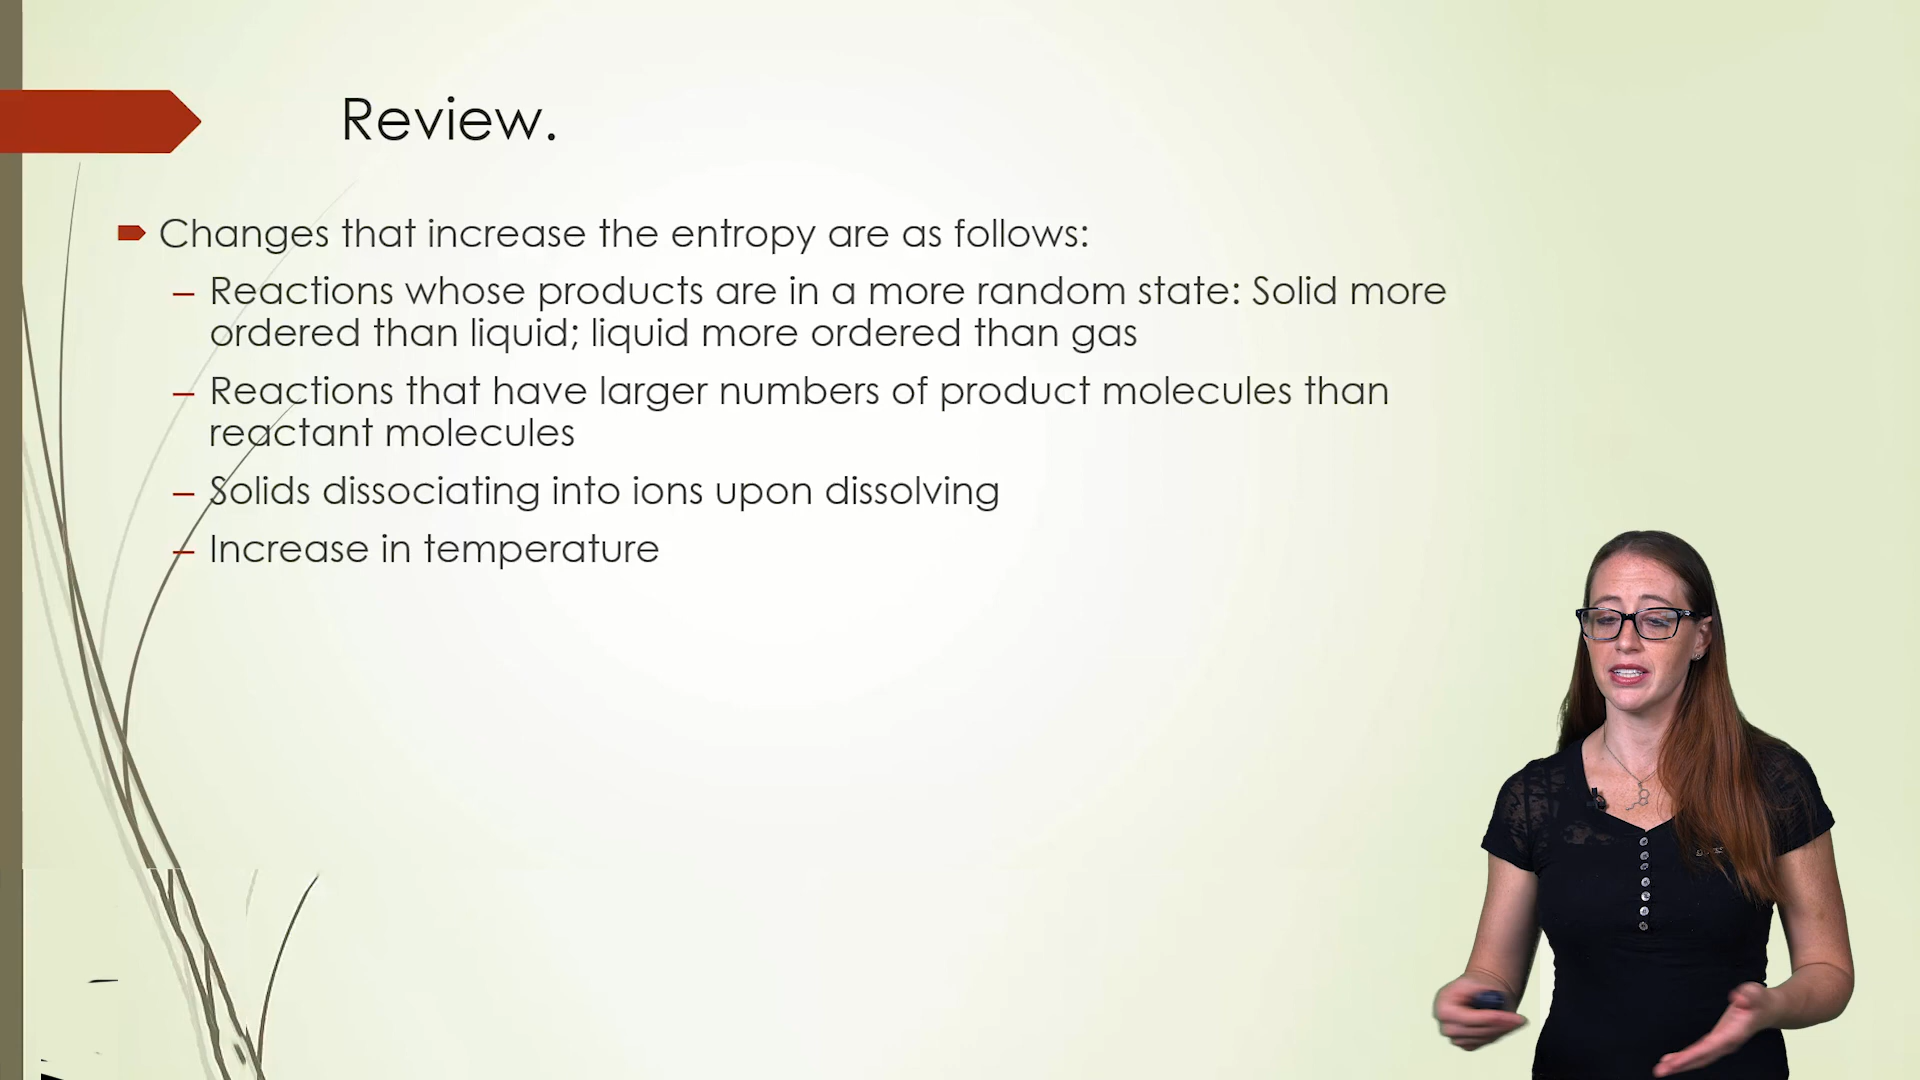 Review.
Changes that increase the entropy are as follows:
– Reactions whose products are in a more random state: Solid more
ordered than liquid; liquid more ordered than gas
– Reactions that have larger numbers of product molecules than
reactant molecules
– Solids dissociating into ions upon dissolving
– Increase in temperature